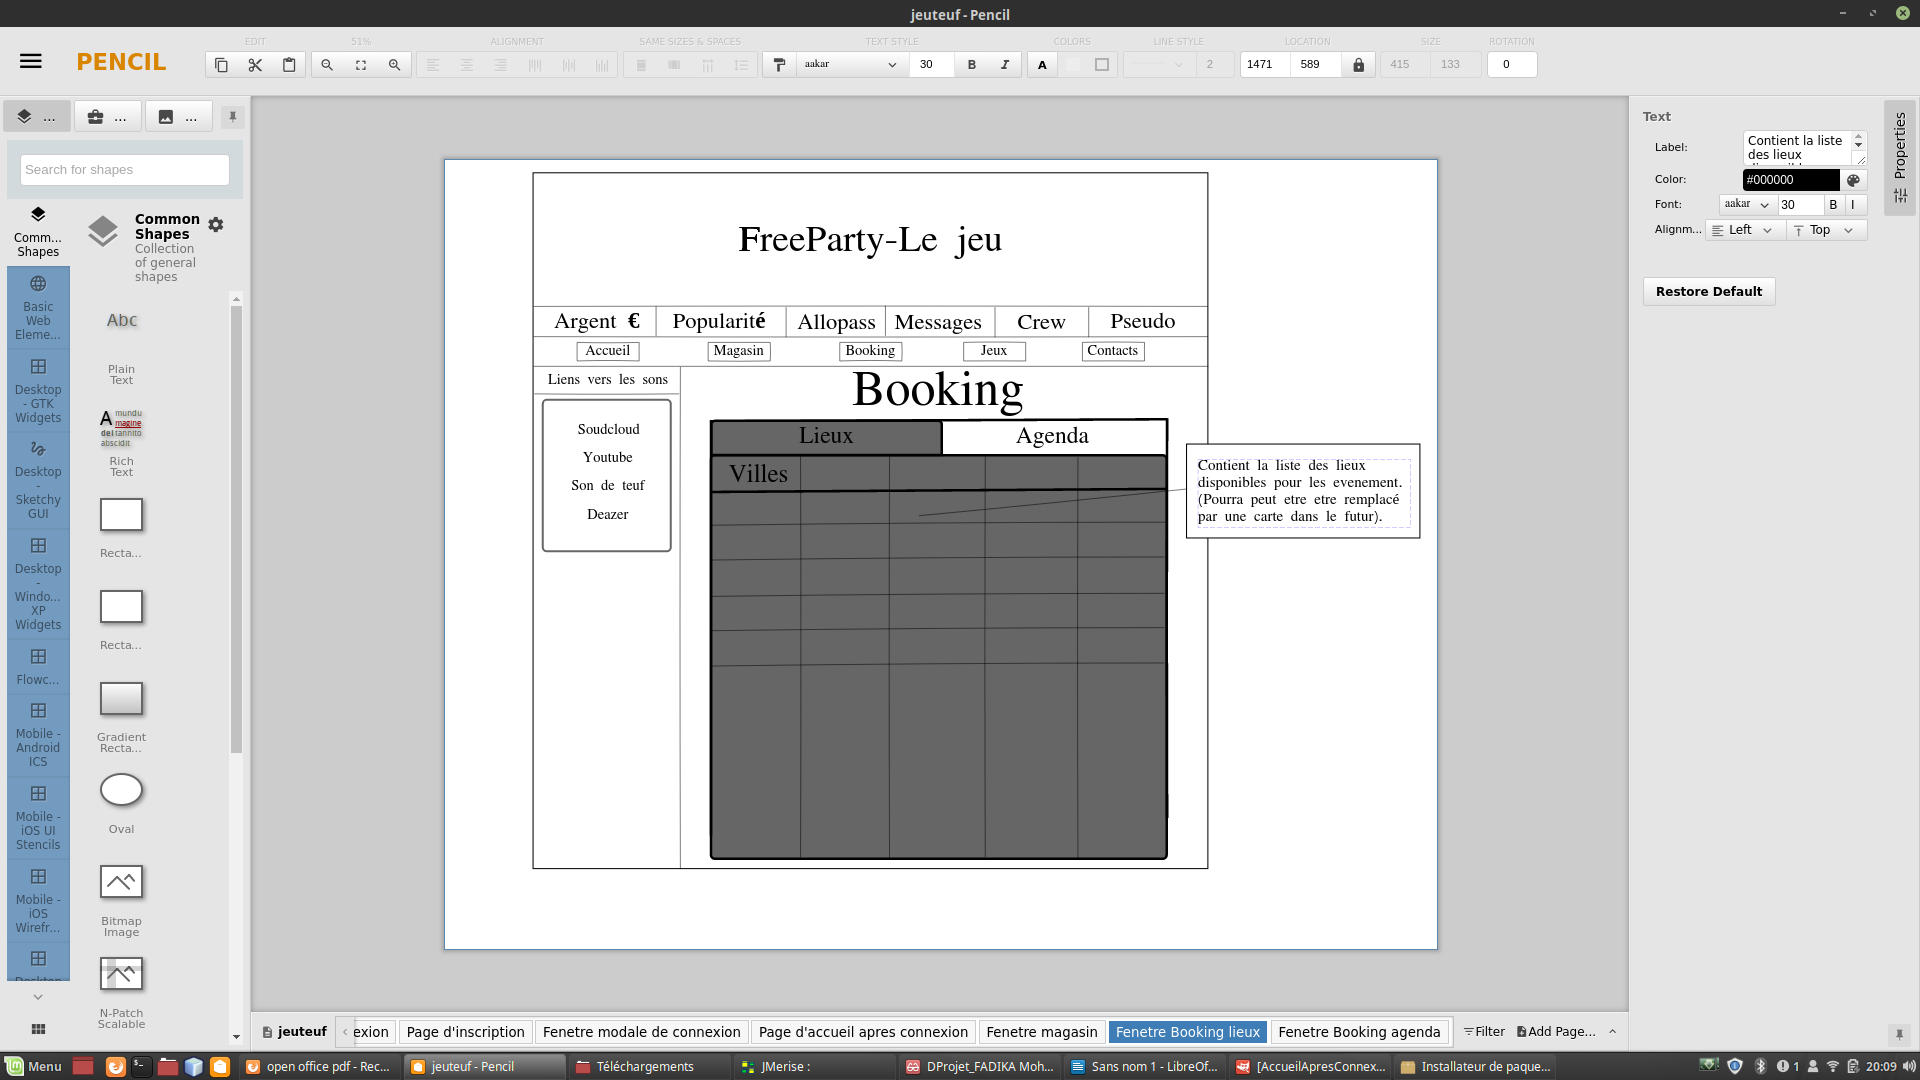 jeuteuf - Pencil
PENCIL
EDIT
51%
ALIGNMENT
SAME SIZES & SPACES
TEXT STYLE
COLORS
LINE STYLE
LOCATION
SIZE
ROTATION
aakar
30
B
I
A
2
1471
589
415
133
0
...
...
...
Search for shapes
Comm...
Shapes
Basic
Web
Eleme...
Desktop
- GTK
Widgets
Desktop
-
Sketchy
GUI
Desktop
-
Windo...
XP
Widgets
Flowc...
Mobile -
Android
ICS
Mobile -
iOS UI
Stencils
Mobile -
iOS
Wirefr...
Desktop
Common
Shapes
Collection
of general
shapes
Abc
Plain
Text
A mundu
magine
del tannito
abscidit
Rich
Text
Recta...
Recta...
Gradient
Recta...
Oval
Bitmap
Image
N-Patch
Scalable
FreeParty-Le jeu
Argent €
Popularité
Allopass
Messages
Crew
Pseudo
Accueil
Magasin
Booking
Jeux
Contacts
Liens vers les sons
Soudcloud
Youtube
Son de teuf
Deazer
Booking
Lieux
Agenda
Villes
Contient la liste des lieux
disponibles pour les evenement.
(Pourra peut etre etre remplacé
par une carte dans le futur).
Text
Label:
Contient la liste
des lieux
Color:
#000000
Font:
aakar
30
B
I
Alignm...
Left
Top
Restore Default
Properties
jeuteuf
exion
Page d'inscription
Fenetre modale de connexion
Page d'accueil apres connexion
Fenetre magasin
Fenetre Booking lieux
Fenetre Booking agenda
Filter
Add Page...
Menu
open office pdf - Rec...
jeuteuf - Pencil
Téléchargements
JMerise :
DProjet_FADIKA Moh...
Sans nom 1 - LibreOf...
[AccueilApresConnex...
Installateur de paque...
1
20:09